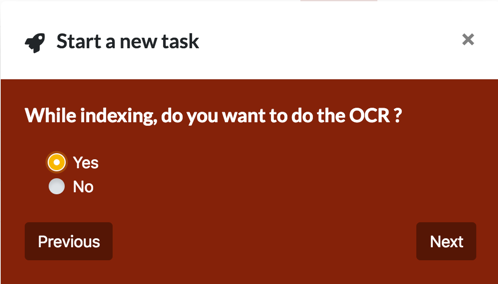 Start a new task
While indexing, do you want to do the OCR ?
Yes
No
Previous
Next